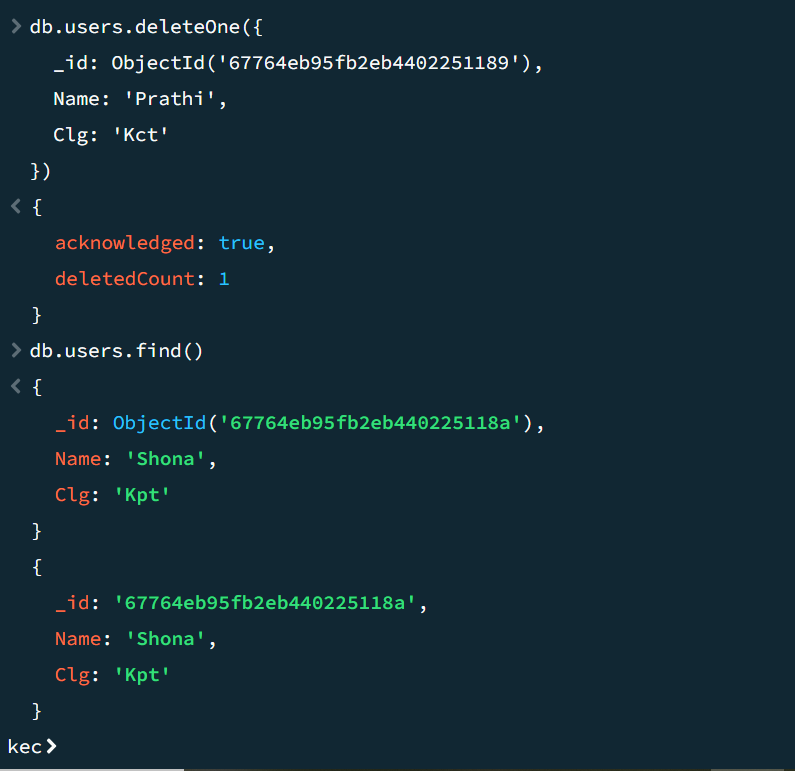 > db.users.deleteOne({
_id: ObjectId('67764eb95fb2eb4402251189'),
Name: 'Prathi',
Clg: 'Kct'
})
< {
acknowledged: true,
deletedCount: 1
}
> db.users.find()
< {
_id: ObjectId('67764eb95fb2eb440225118a'),
Name: 'Shona',
Clg: 'Kpt'
}
{
_id: '67764eb95fb2eb440225118a',
Name: 'Shona',
Clg: 'Kpt'
}
kec>